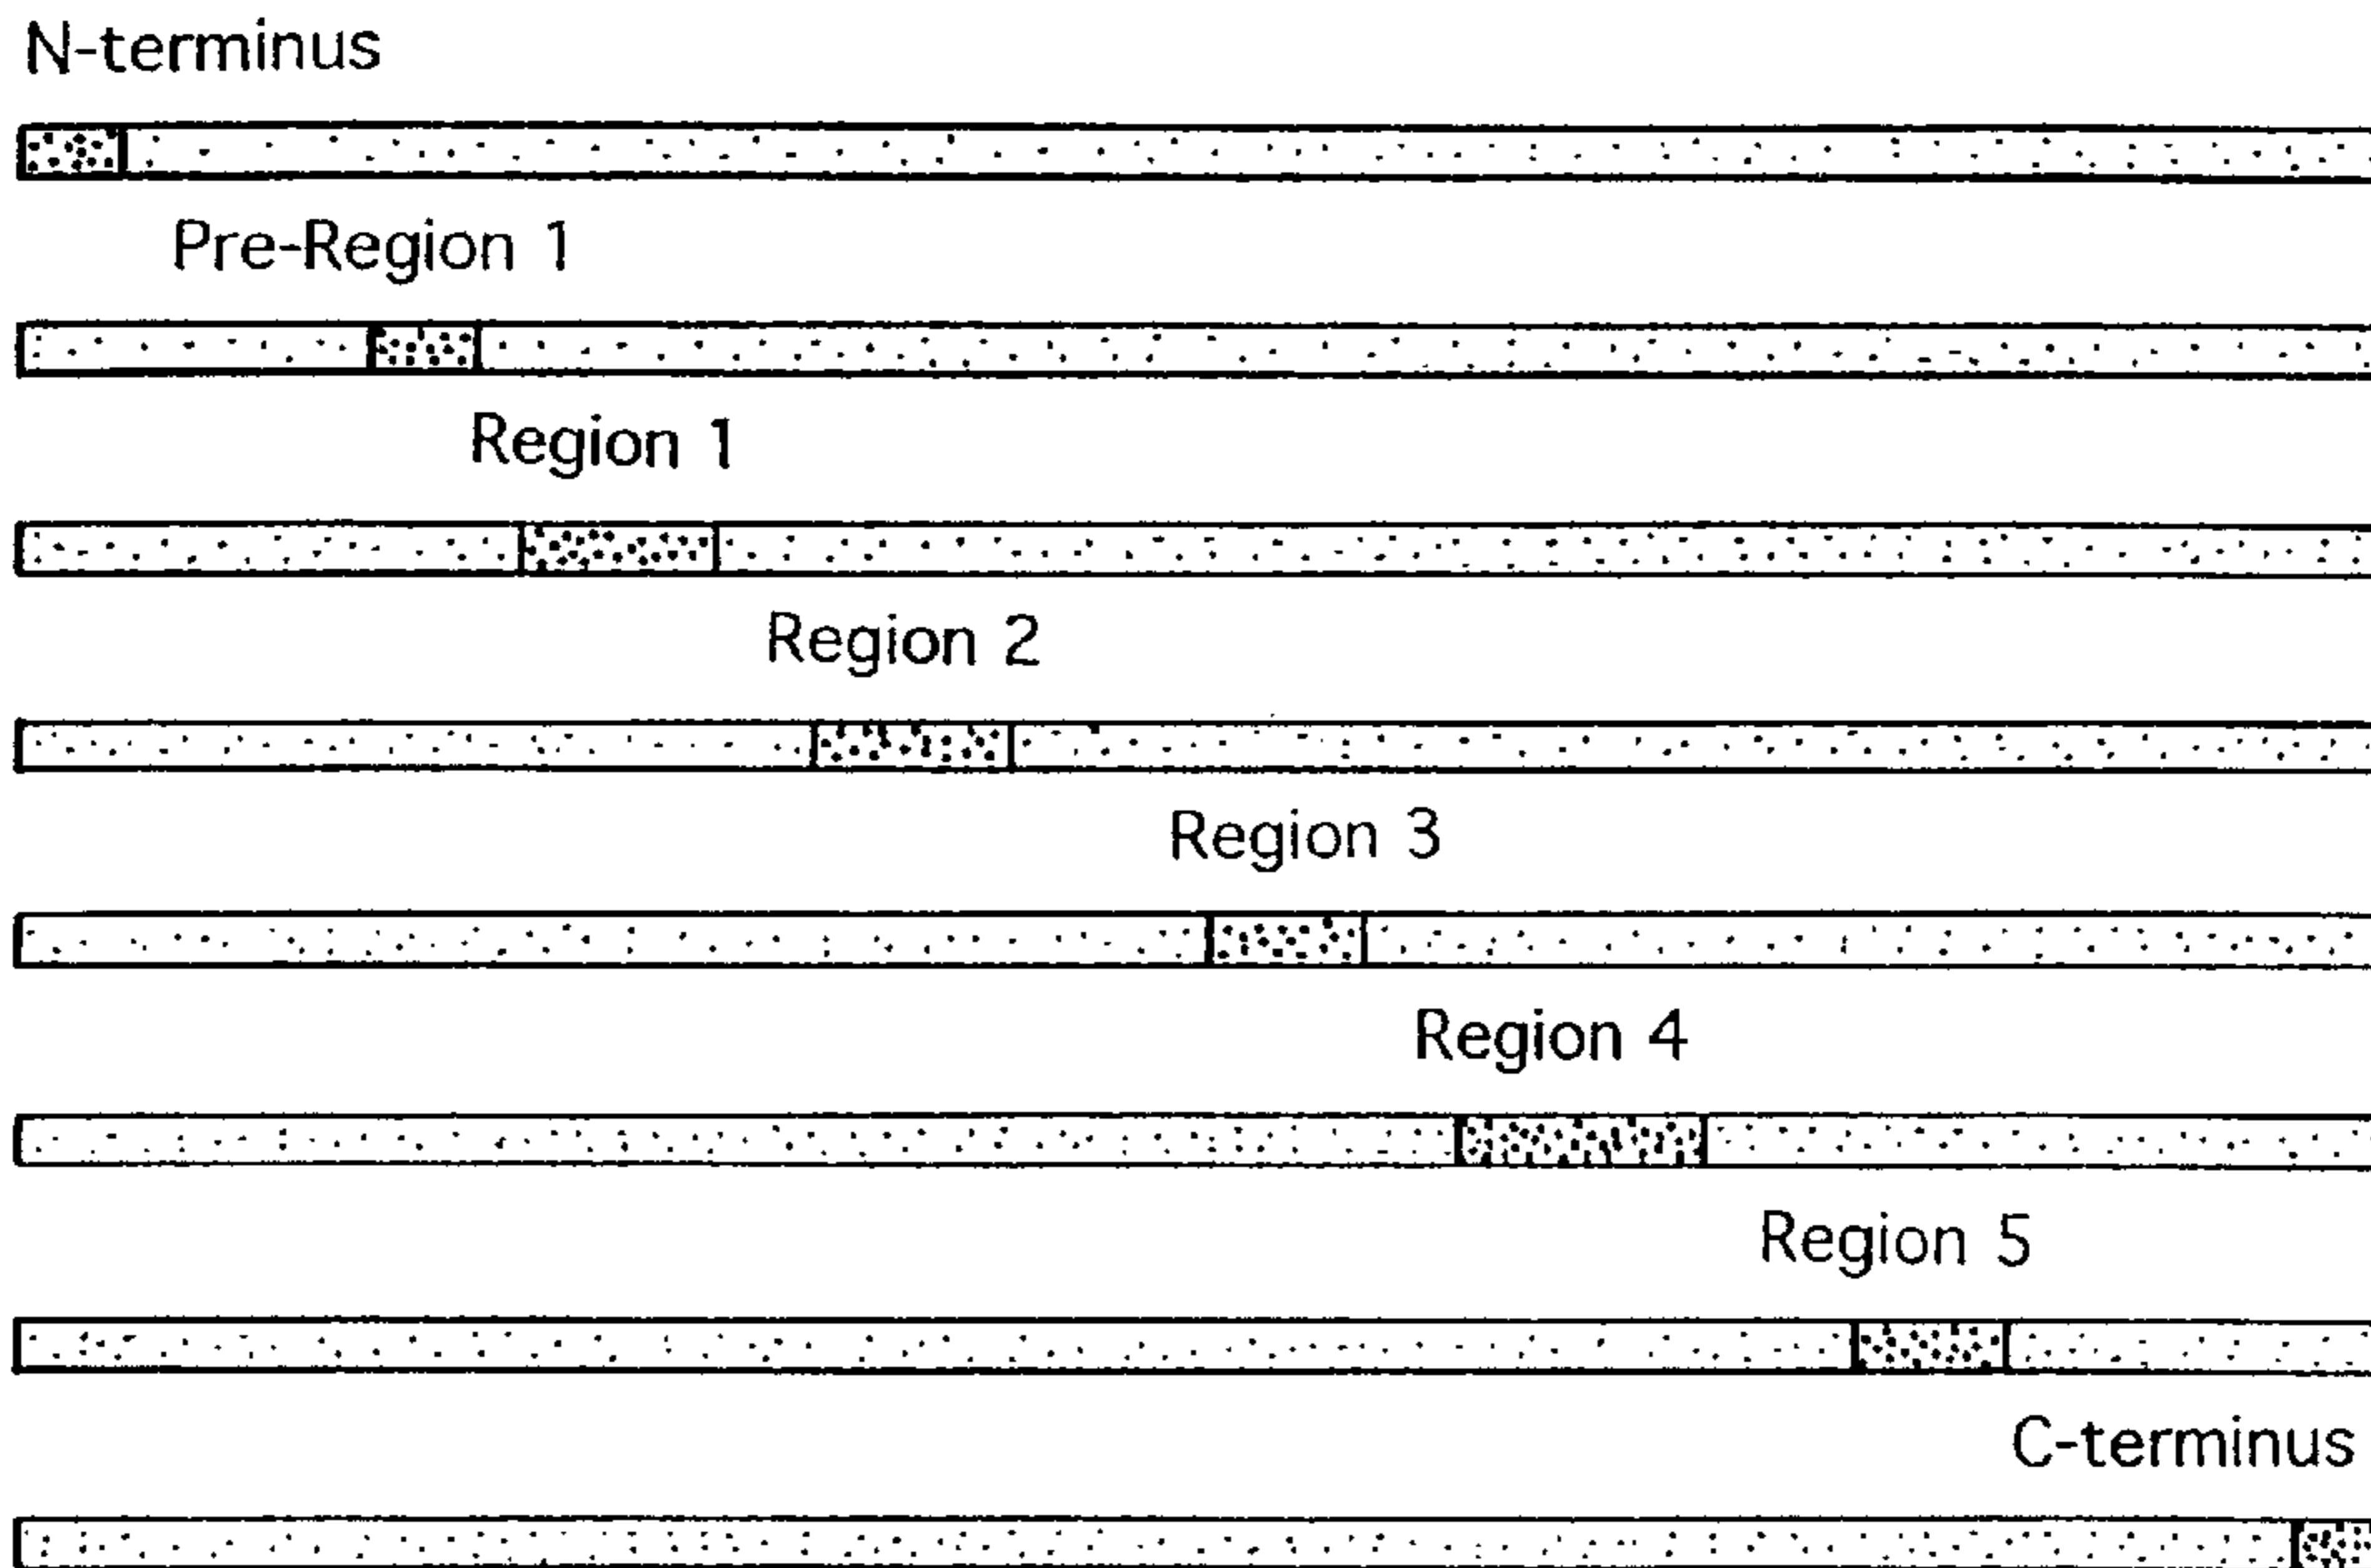 N-terminus
Pre-Region 1
Region 1
Region 2
Region 3
Region 4
Region 5
C-terminus